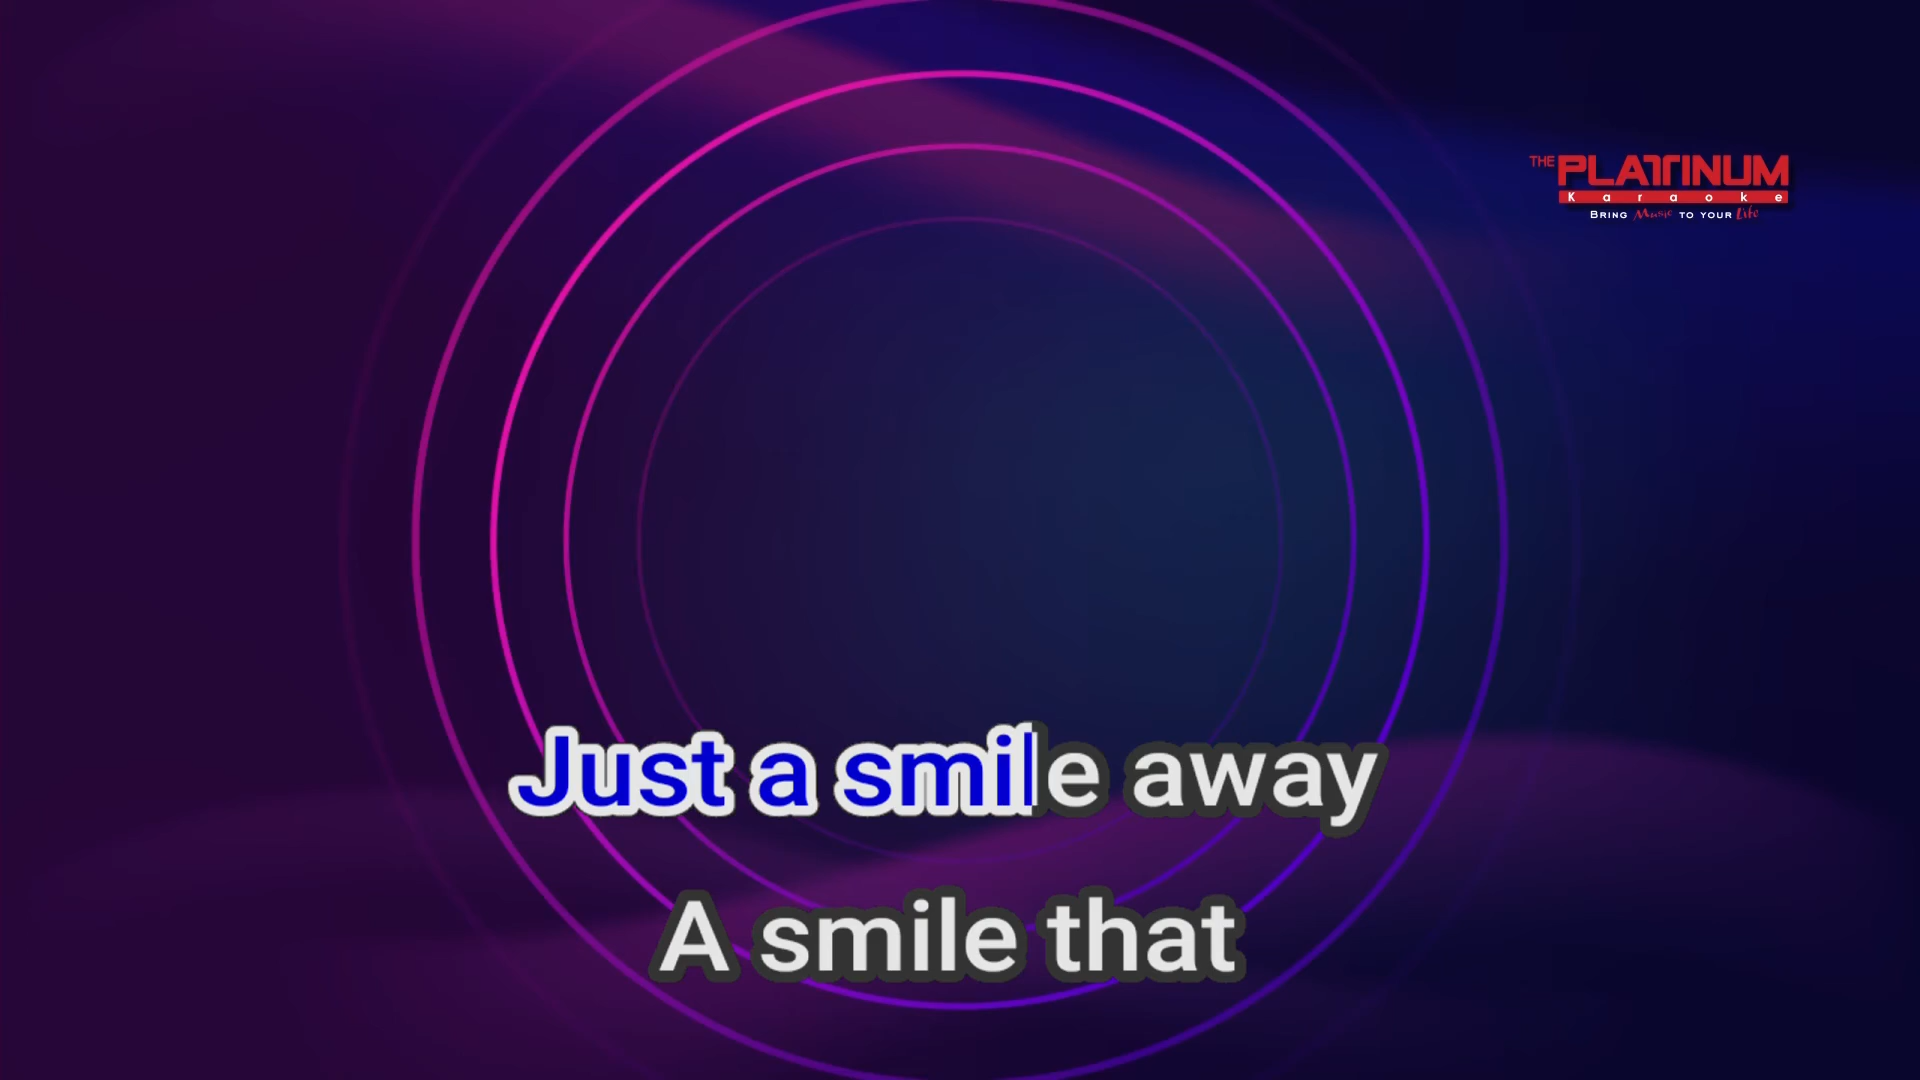 THE PLATINUM
Karaoke
BRING Music TO YOUR Life
Just a smile away
A smile that